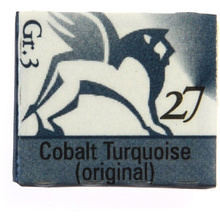 Gr.3
27
Cobalt Turquoise
(original)